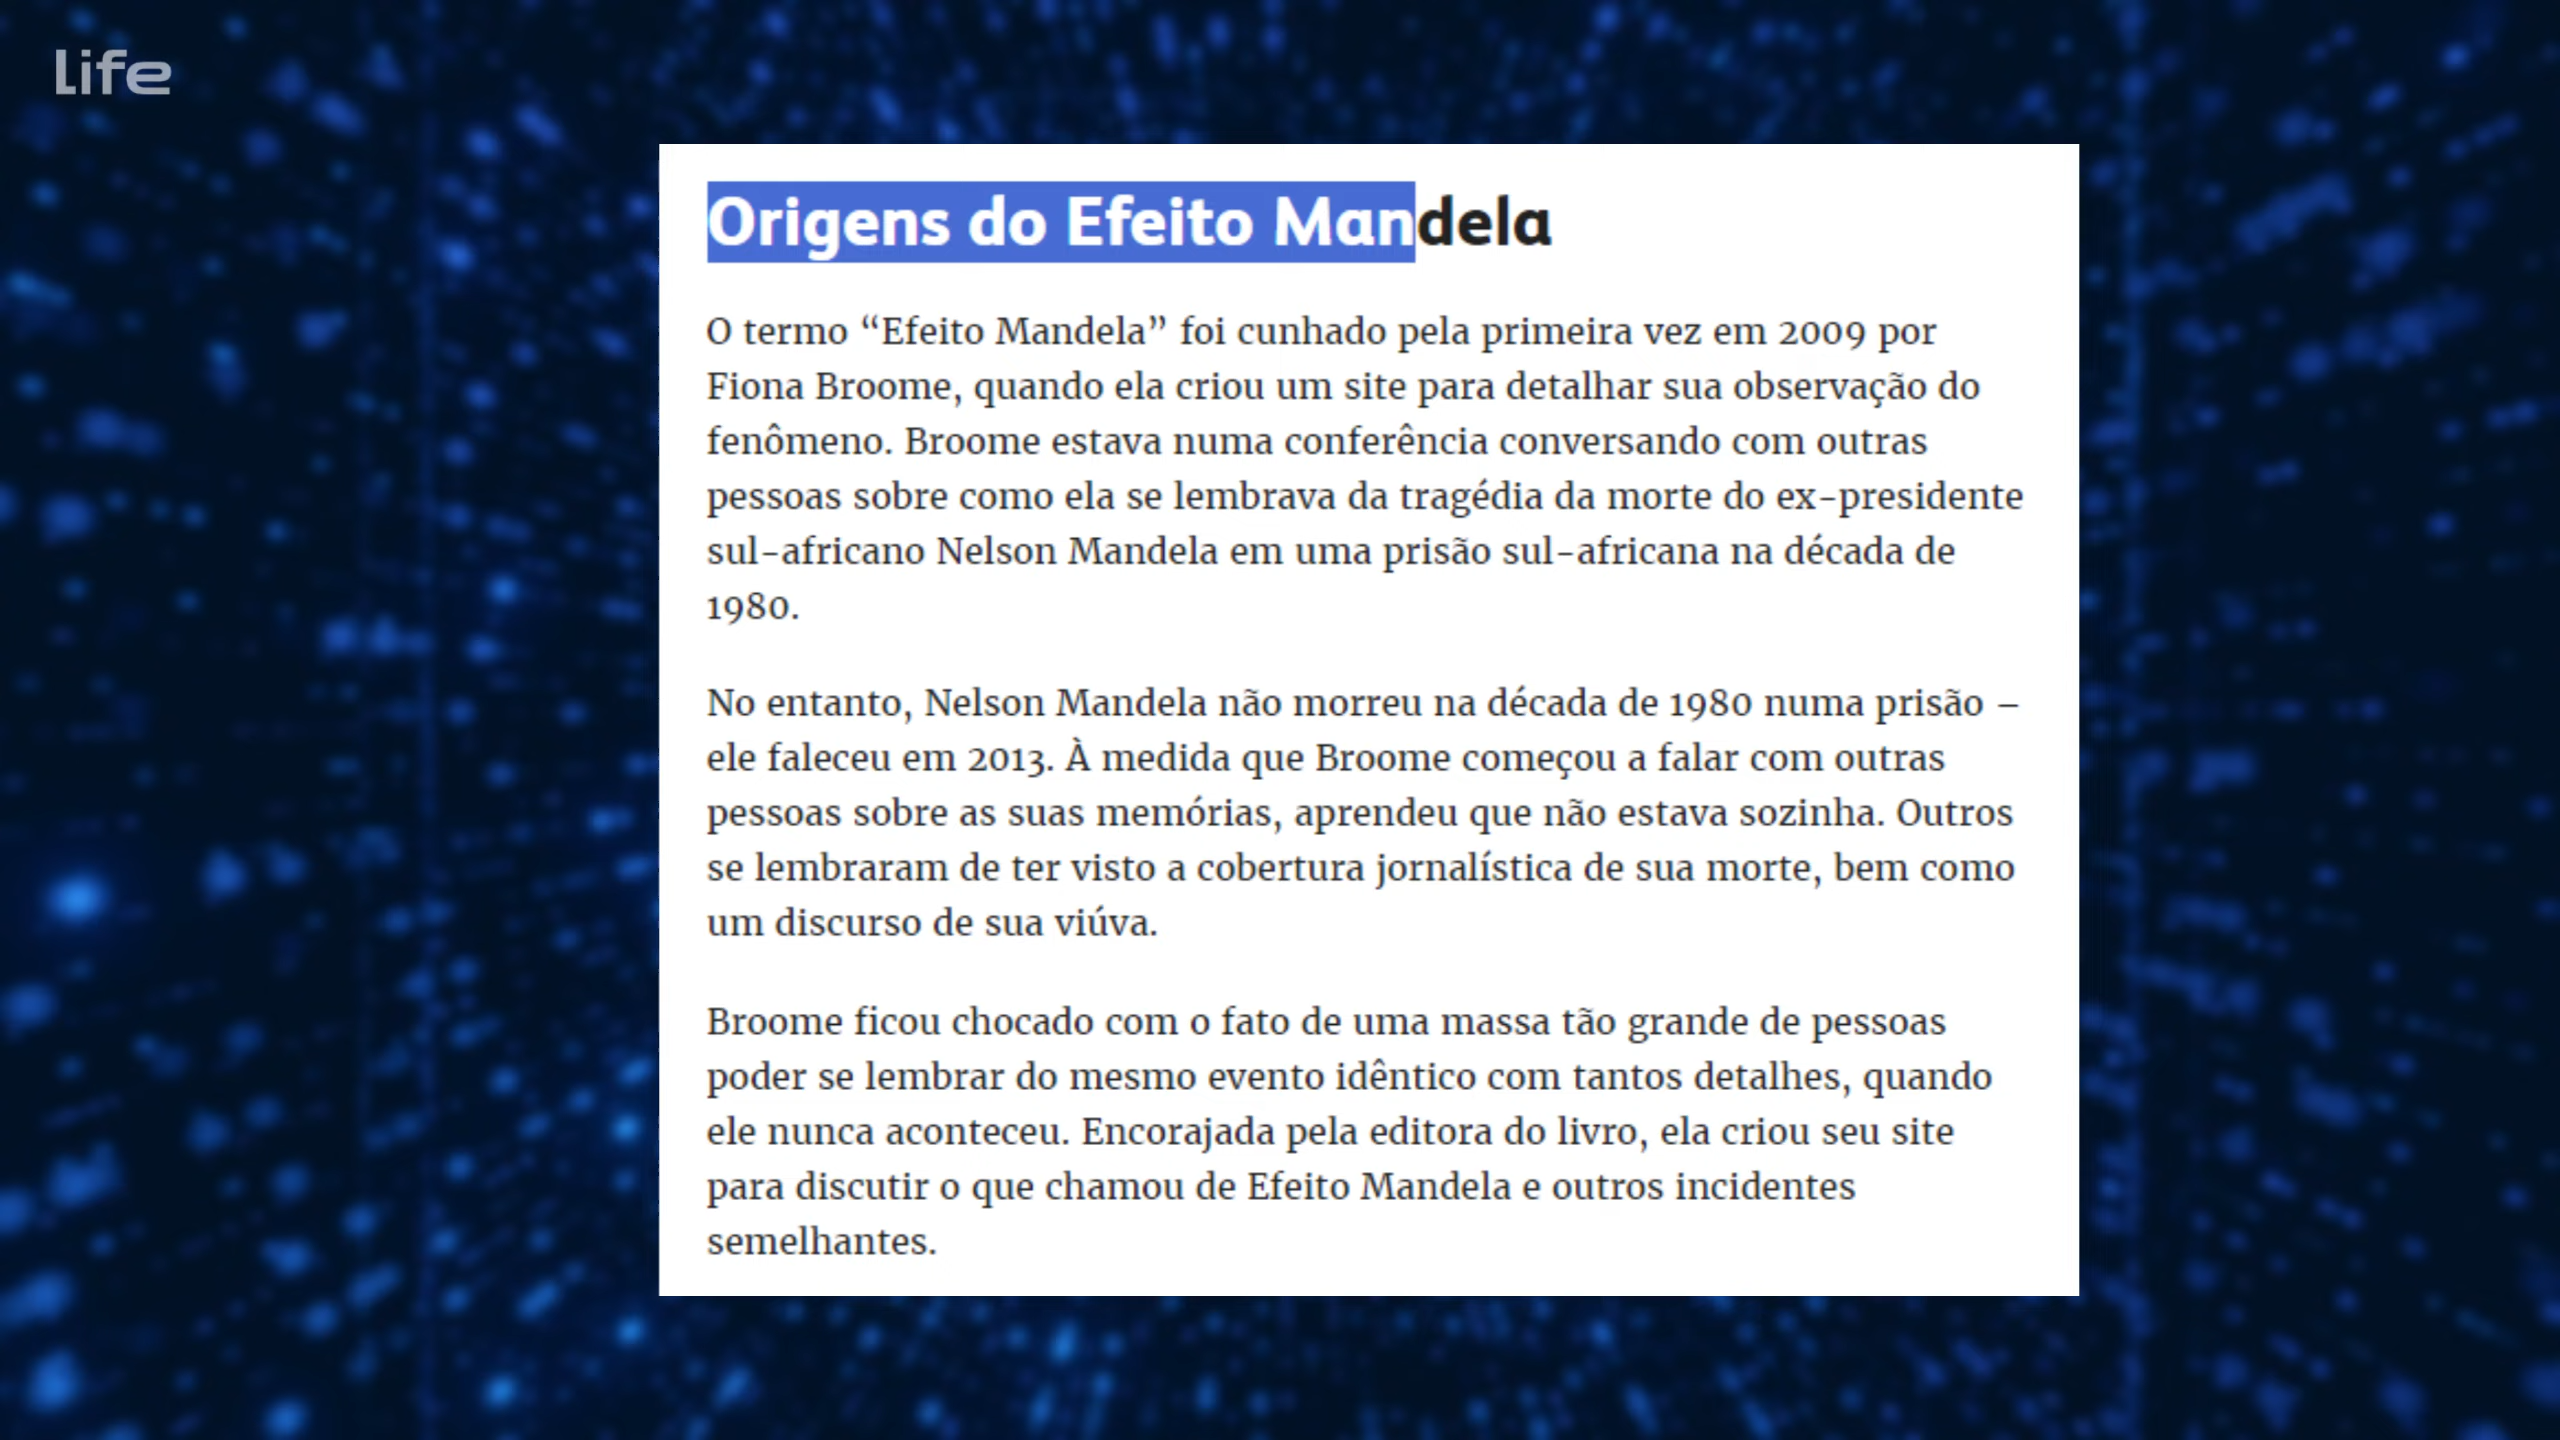 life
Origens do Efeito Mandela
O termo “Efeito Mandela” foi cunhado pela primeira vez em 2009 por
Fiona Broome, quando ela criou um site para detalhar sua observação do
fenômeno. Broome estava numa conferência conversando com outras
pessoas sobre como ela se lembrava da tragédia da morte do ex-presidente
sul-africano Nelson Mandela em uma prisão sul-africana na década de
1980.
No entanto, Nelson Mandela não morreu na década de 1980 numa prisão –
ele faleceu em 2013. À medida que Broome começou a falar com outras
pessoas sobre as suas memórias, aprendeu que não estava sozinha. Outros
se lembraram de ter visto a cobertura jornalística de sua morte, bem como
um discurso de sua viúva.
Broome ficou chocado com o fato de uma massa tão grande de pessoas
poder se lembrar do mesmo evento idêntico com tantos detalhes, quando
ele nunca aconteceu. Encorajada pela editora do livro, ela criou seu site
para discutir o que chamou de Efeito Mandela e outros incidentes
semelhantes.